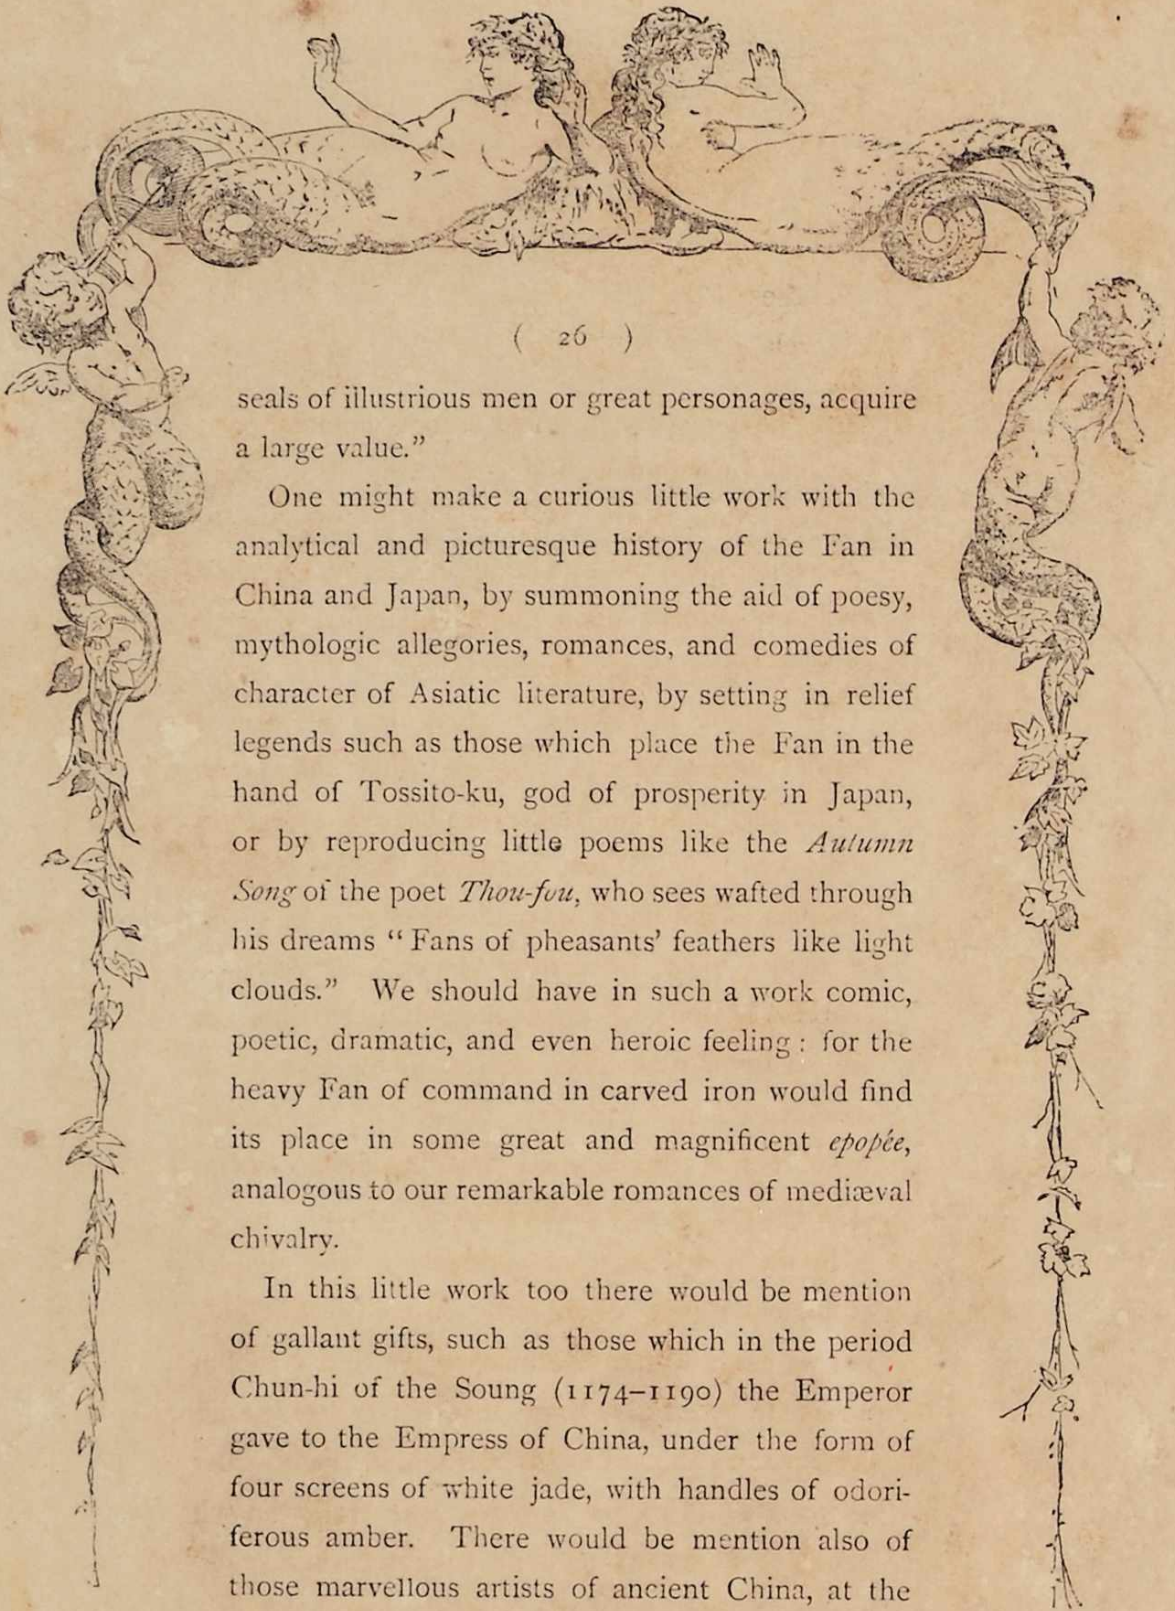 ( 26 )
seals of illustrious men or great personages, acquire
a large value.”
One might make a curious little work with the
analytical and picturesque history of the Fan in
China and Japan, by summoning the aid of poesy,
mythologic allegories, romances, and comedies of
character of Asiatic literature, by setting in relief
legends such as those which place the Fan in the
hand of Tossito-ku, god of prosperity in Japan,
or by reproducing little poems like the Autumn
Song of the poet Thou-fou, who sees wafted through
his dreams “Fans of pheasants’ feathers like light
clouds.” We should have in such a work comic,
poetic, dramatic, and even heroic feeling: for the
heavy Fan of command in carved iron would find
its place in some great and magnificent epopée,
analogous to our remarkable romances of mediæval
chivalry.
In this little work too there would be mention
of gallant gifts, such as those which in the period
Chun-hi of the Soung (1174–1190) the Emperor
gave to the Empress of China, under the form of
four screens of white jade, with handles of odori-
ferous amber. There would be mention also of
those marvellous artists of ancient China, at the